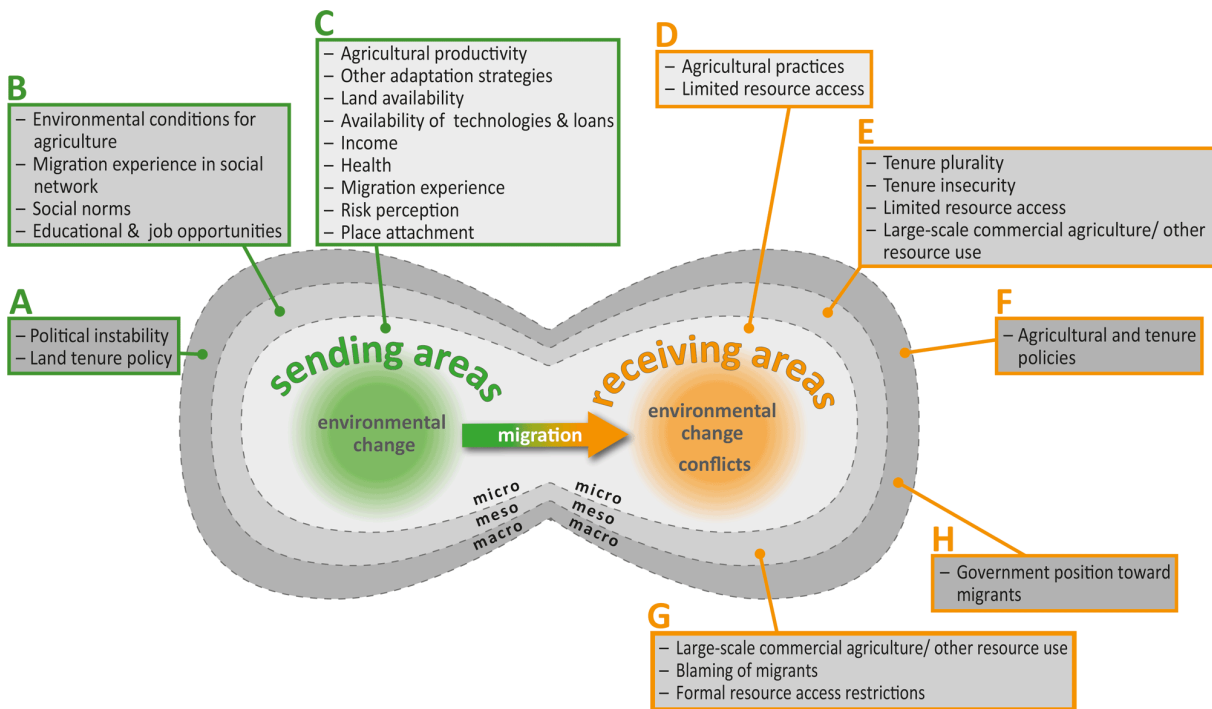 A
– Political instability
– Land tenure policy
B
– Environmental conditions for
agriculture
– Migration experience in social
network
– Social norms
– Educational & job opportunities
C
– Agricultural productivity
– Other adaptation strategies
– Land availability
– Availability of technologies & loans
– Income
– Health
– Migration experience
– Risk perception
– Place attachment
D
– Agricultural practices
– Limited resource access
E
– Tenure plurality
– Tenure insecurity
– Limited resource access
– Large-scale commercial agriculture/ other
resource use
F
– Agricultural and tenure
policies
sending areas
environmental
change
migration
receiving areas
environmental
change
conflicts
micro
meso
macro
micro
meso
macro
H
– Government position toward
migrants
G
– Large-scale commercial agriculture/ other resource use
– Blaming of migrants
– Formal resource access restrictions